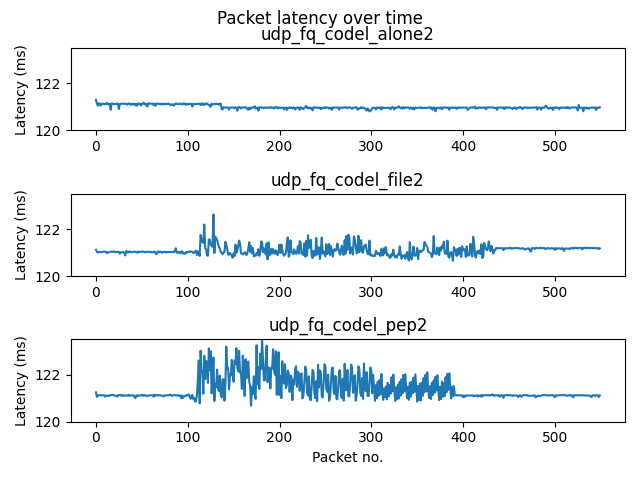 Packet latency over time
udp_fq_codel_alone2
Latency (ms)
122
120
0 100 200 300 400 500
udp_fq_codel_file2
Latency (ms)
122
120
0 100 200 300 400 500
udp_fq_codel_pep2
Latency (ms)
122
120
0 100 200 300 400 500
Packet no.